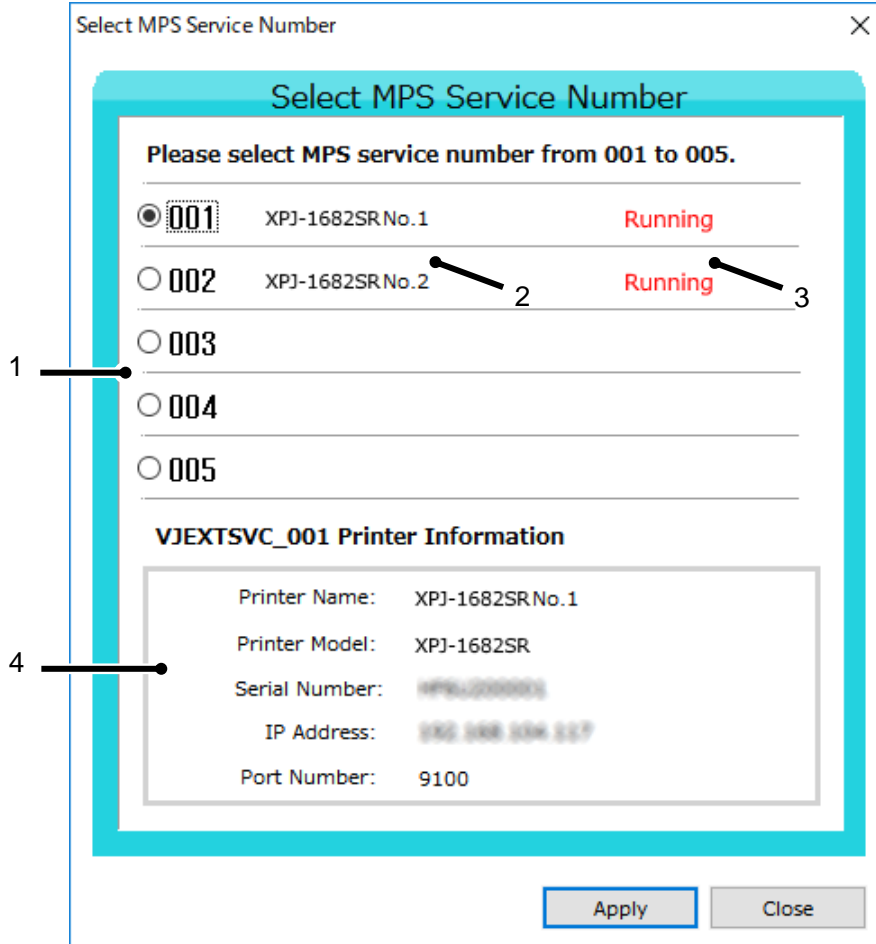 Select MPS Service Number
Select MPS Service Number
Please select MPS service number from 001 to 005.
001 XPJ-1682SR No.1 Running
002 XPJ-1682SR No.2 Running
2
3
003
1
004
005
VJEXTSVC_001 Printer Information
Printer Name: XPJ-1682SR No.1
Printer Model: XPJ-1682SR
4
Serial Number:
IP Address:
Port Number: 9100
Apply Close